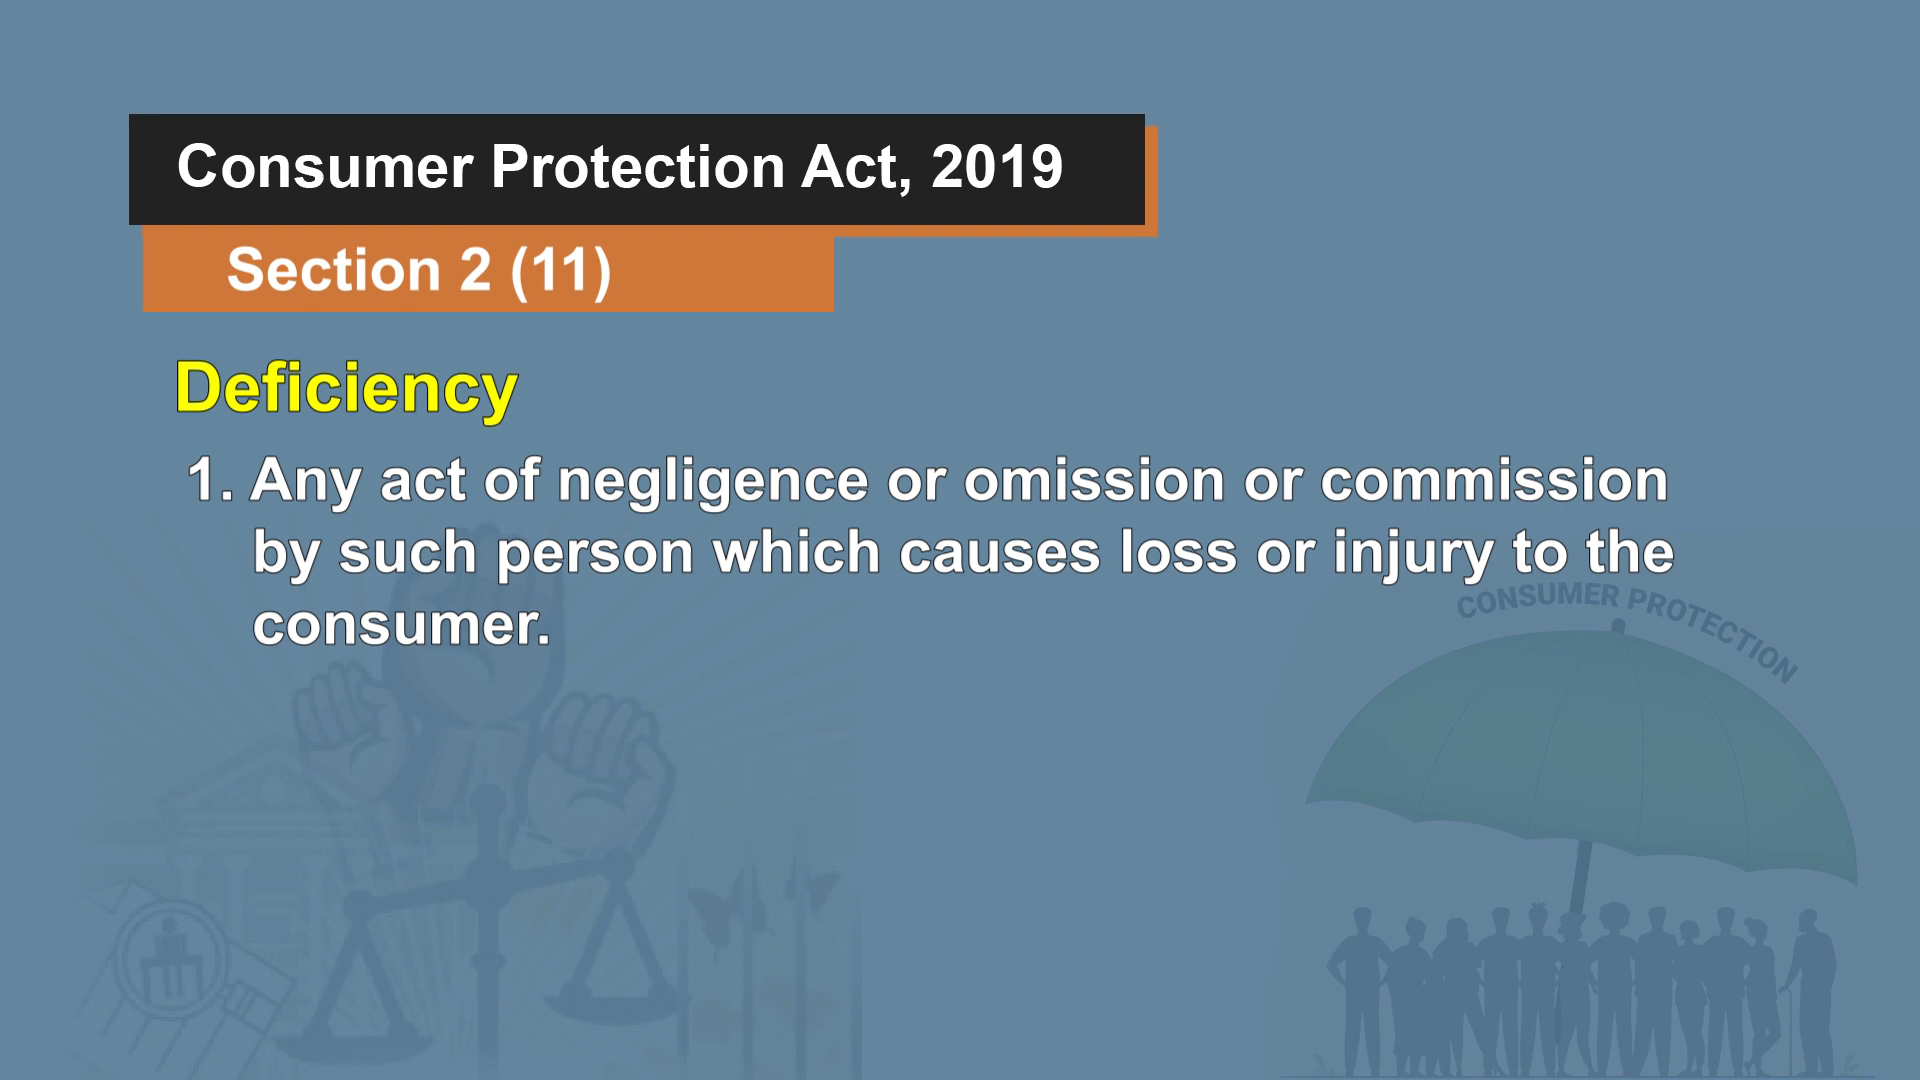 Consumer Protection Act, 2019
Section 2 (11)
Deficiency
1. Any act of negligence or omission or commission
by such person which causes loss or injury to the
consumer.
CONSUMER PROTECTION